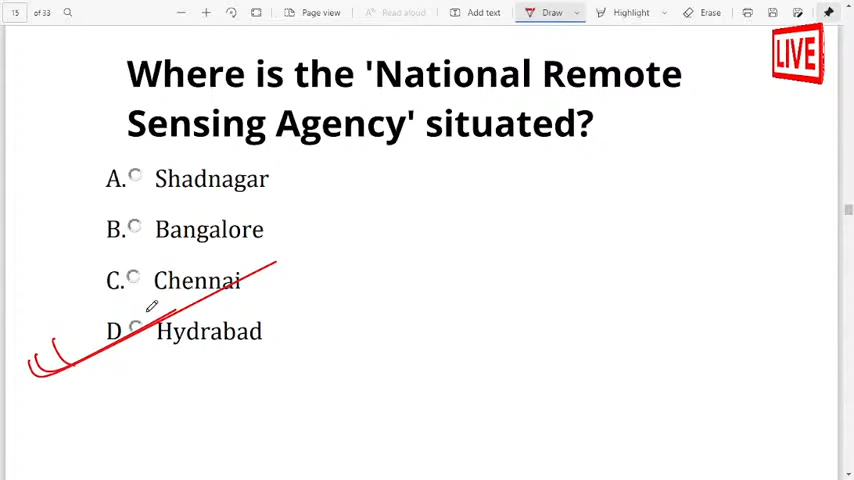 15 of 33 Page view Read aloud Add text Draw Highlight Erase
LIVE
Where is the 'National Remote
Sensing Agency' situated?
A. Shadnagar
B. Bangalore
C. Chennai
D Hydrabad